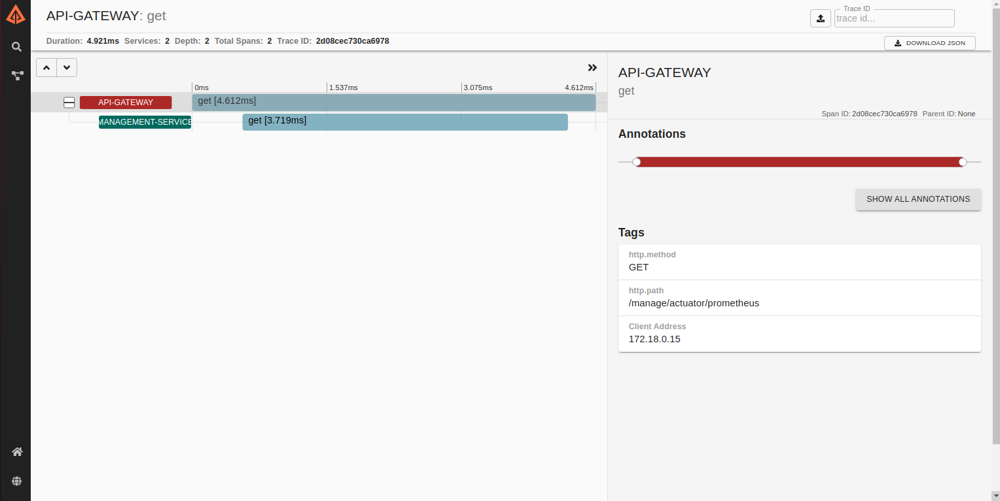 API-GATEWAY: get
Trace ID
trace id...
Duration: 4.921ms Services: 2 Depth: 2 Total Spans: 2 Trace ID: 2d08cec730ca6978
DOWNLOAD JSON
0ms 1.537ms 3.075ms 4.612ms
API-GATEWAY get [4.612ms]
MANAGEMENT-SERVICE get [3.719ms]
API-GATEWAY
get
Span ID: 2d08cec730ca6978 Parent ID: None
Annotations
SHOW ALL ANNOTATIONS
Tags
http.method
GET
http.path
/manage/actuator/prometheus
Client Address
172.18.0.15